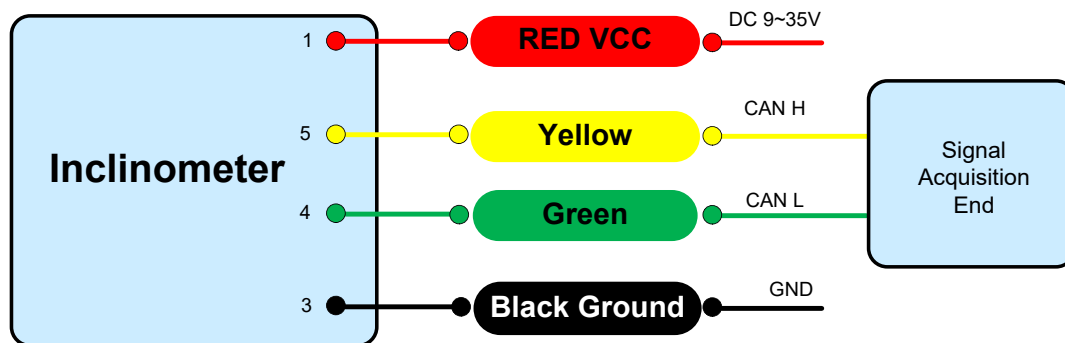 1
RED VCC
DC 9~35V
Inclinometer
5
Yellow
CAN H
4
Green
CAN L
Signal
Acquisition
End
3
Black Ground
GND